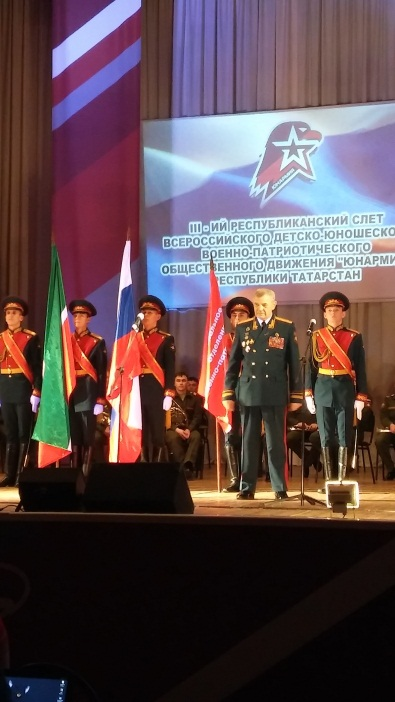 III - ИЙ РЕСПУБЛИКАНСКИЙ СЛЕТ
ВСЕРОССИЙСКОГО ДЕТСКО-ЮНОШЕСКО
ВОЕННО-ПАТРИОТИЧЕСКОГО
ОБЩЕСТВЕННОГО ДВИЖЕНИЯ "ЮНАРМИ
РЕСПУБЛИКИ ТАТАРСТАН